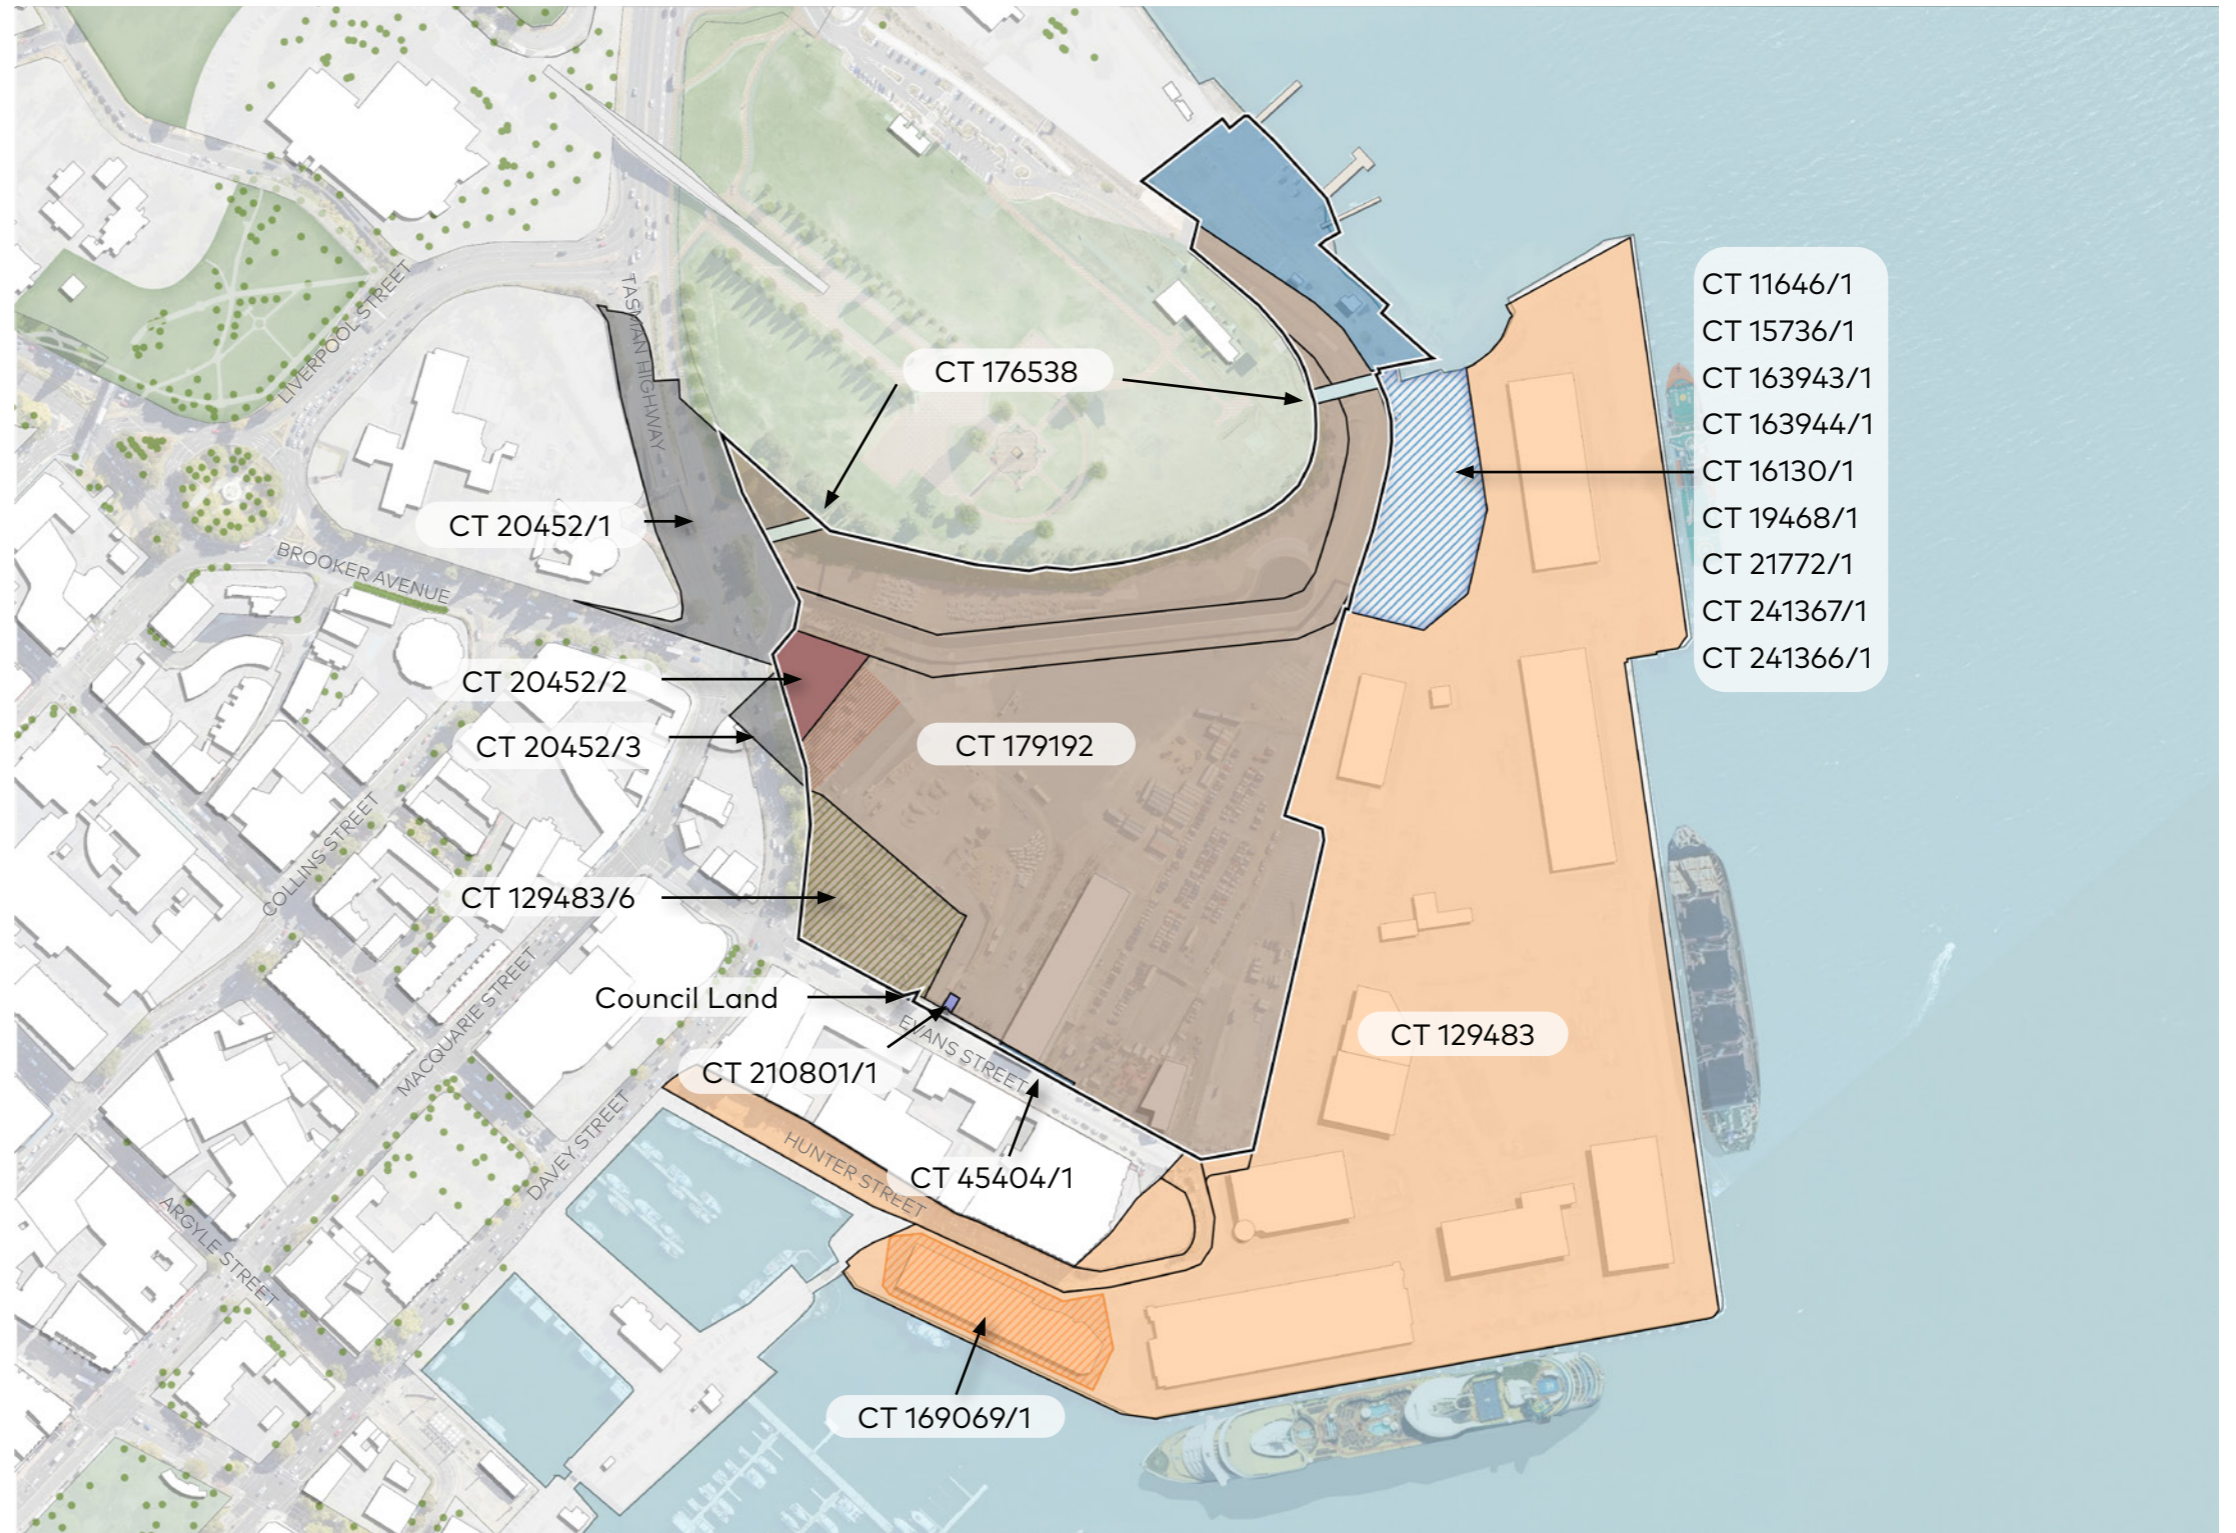 CT 11646/1
CT 15736/1
CT 163943/1
CT 163944/1
CT 16130/1
CT 19468/1
CT 21772/1
CT 241367/1
CT 241366/1
LIVERPOOL STREET
TASMAN HIGHWAY
CT 176538
CT 20452/1
BROOKER AVENUE
CT 20452/2
CT 20452/3
CT 179192
COLLINS STREET
CT 129483/6
MACQUARIE STREET
Council Land
EVANS STREET
CT 129483
CT 210801/1
DAVEY STREET
HUNTER STREET
CT 45404/1
ARGYLE STREET
CT 169069/1